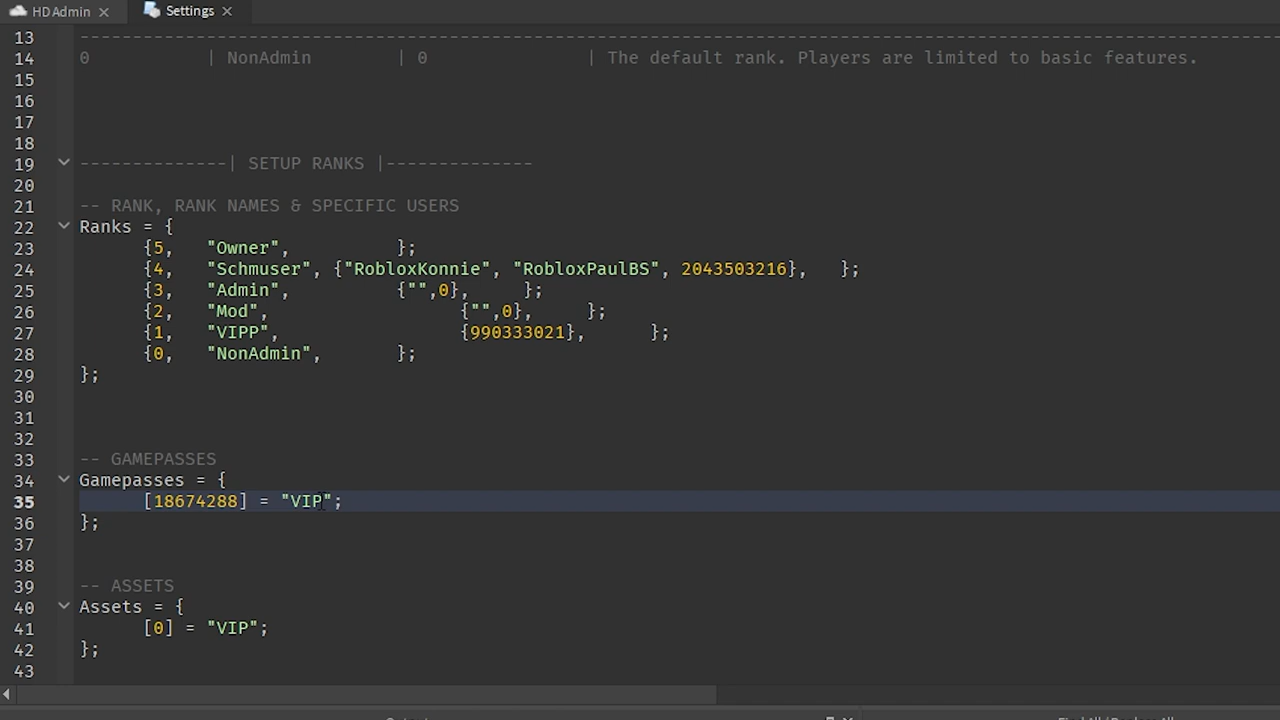 HDAdmin Settings
13 --------------------------------------------------------------------------------------------------------------------
14 0 | NonAdmin | 0 | The default rank. Players are limited to basic features.
15
16
17
18
19 --------------| SETUP RANKS |--------------
20
21 -- RANK, RANK NAMES & SPECIFIC USERS
22 Ranks = {
23 {5, "Owner", };
24 {4, "Schmuser", {"RobloxKonnie", "RobloxPaulBS", 2043503216}, };
25 {3, "Admin", {"",0}, };
26 {2, "Mod", {"",0}, };
27 {1, "VIPP", {990333021}, };
28 {0, "NonAdmin", };
29 };
30
31
32
33 -- GAMEPASSES
34 Gamepasses = {
35 [18674288] = "VIP";
36 };
37
38
39 -- ASSETS
40 Assets = {
41 [0] = "VIP";
42 };
43